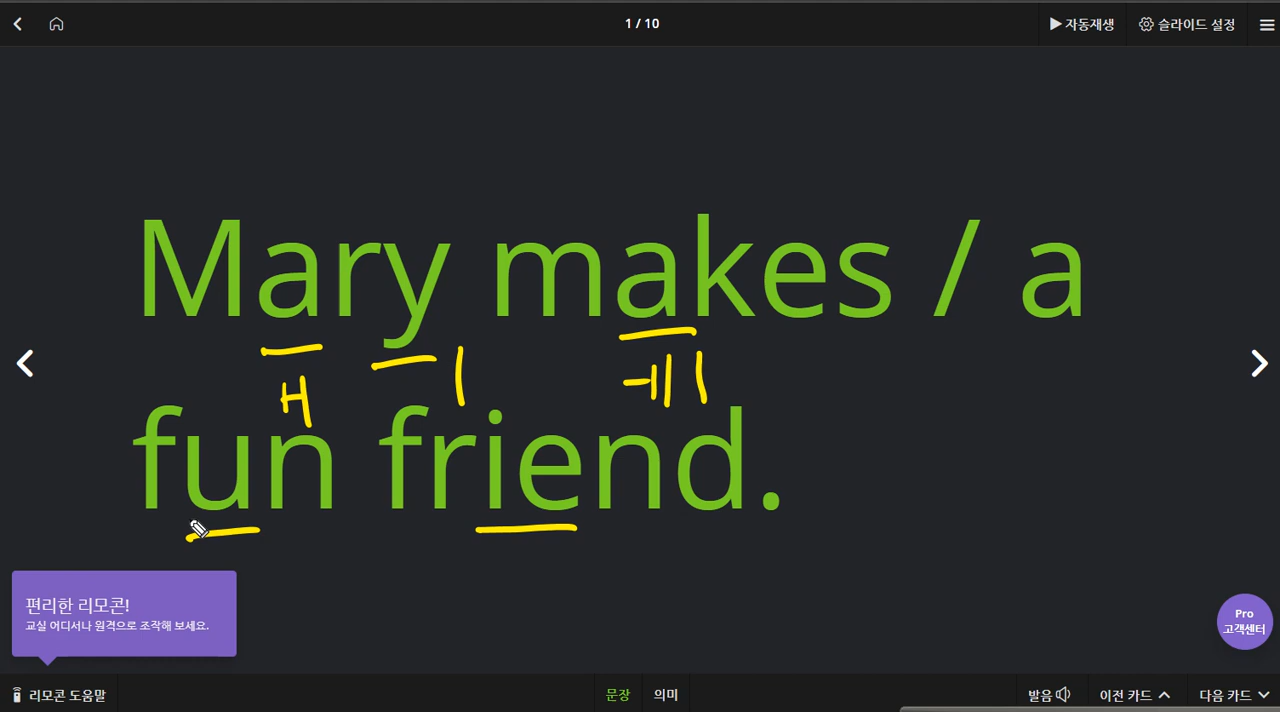 1 / 10
자동재생
슬라이드 설정
Mary makes / a
ㅐ ㅣ ㅔㅣ
fun friend.
편리한 리모콘!
교실 어디서나 원격으로 조작해 보세요.
Pro
고객센터
리모콘 도움말
문장
의미
발음
이전 카드
다음 카드